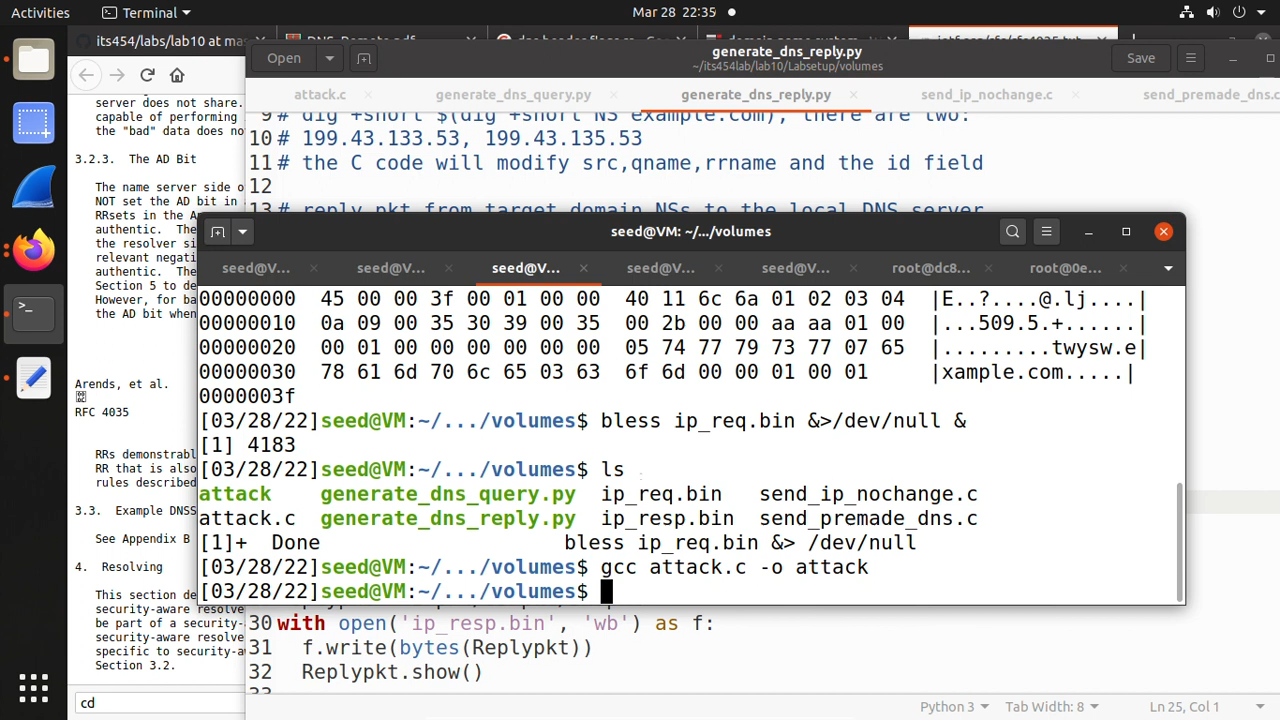 Activities
Terminal
Mar 28 22:35
its454/labs/lab10 at mas
generate_dns_reply.py
~/its454lab/lab10/Labsetup/volumes
Open
Save
attack.c
generate_dns_query.py
generate_dns_reply.py
send_ip_nochange.c
send_premade_dns.c
9# dig +short $(dig +short NS example.com), there are two:
10# 199.43.133.53, 199.43.135.53
11# the C code will modify src,qname,rrname and the id field
12
13# reply pkt from target domain NSs to the local DNS server
server does not share.
capable of performing
the "bad" data does no
3.2.3. The AD Bit
The name server side o
NOT set the AD bit in
RRsets in the A
authentic. The
the resolver si
relevant negati
authentic. The
Section 5 to de
However, for ba
the AD bit when
Arends, et al.
RFC 4035
RRs demonstrabl
RR that is also
rules described
3.3. Example DNSS
See Appendix B
4. Resolving
This section de
security-aware resolve
be part of a security-
security-aware resolve
specific to security-aw
Section 3.2.
cd
seed@VM: ~/.../volumes
seed@V...
seed@V...
seed@V...
seed@V...
seed@V...
root@dc8...
root@0e...
00000000 45 00 00 3f 00 01 00 00 40 11 6c 6a 01 02 03 04 |E..?....@.lj....|
00000010 0a 09 00 35 30 39 00 35 00 2b 00 00 aa aa 01 00 |...509.5.+......|
00000020 00 01 00 00 00 00 00 00 05 74 77 79 73 77 07 65 |.........twysw.e|
00000030 78 61 6d 70 6c 65 03 63 6f 6d 00 00 01 00 01 |xample.com.....|
0000003f
[03/28/22]seed@VM:~/.../volumes$ bless ip_req.bin &>/dev/null &
[1] 4183
[03/28/22]seed@VM:~/.../volumes$ ls
attack generate_dns_query.py ip_req.bin send_ip_nochange.c
attack.c generate_dns_reply.py ip_resp.bin send_premade_dns.c
[1]+ Done bless ip_req.bin &> /dev/null
[03/28/22]seed@VM:~/.../volumes$ gcc attack.c -o attack
[03/28/22]seed@VM:~/.../volumes$
30with open('ip_resp.bin', 'wb') as f:
31 f.write(bytes(Replypkt))
32 Replypkt.show()
33
Python 3
Tab Width: 8
Ln 25, Col 1